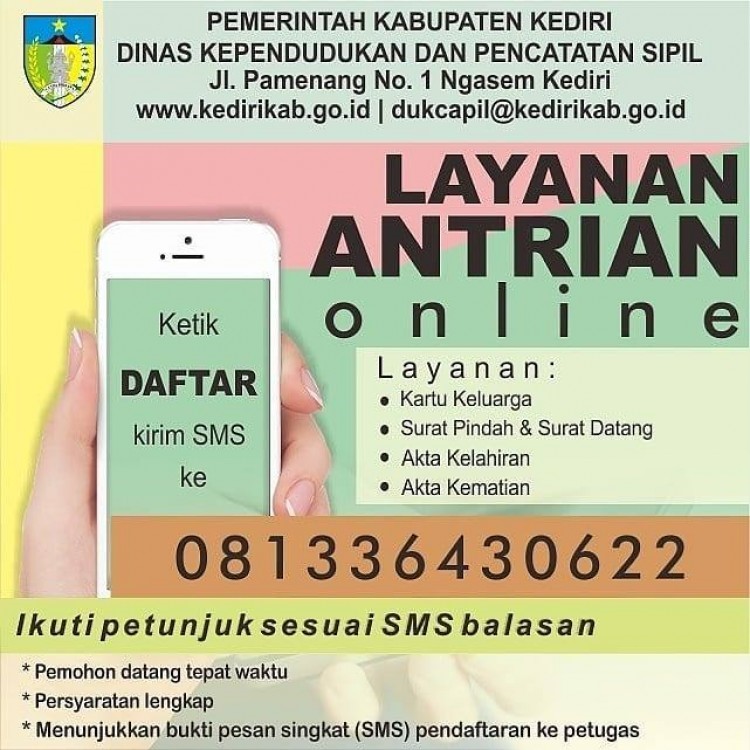 PEMERINTAH KABUPATEN KEDIRI
DINAS KEPENDUDUKAN DAN PENCATATAN SIPIL
Jl. Pamenang No. 1 Ngasem Kediri
www.kedirikab.go.id | dukcapil@kedirikab.go.id
LAYANAN
ANTRIAN
online
Ketik
DAFTAR
kirim SMS
ke
Layanan:
• Kartu Keluarga
• Surat Pindah & Surat Datang
• Akta Kelahiran
• Akta Kematian
081336430622
Ikuti petunjuk sesuai SMS balasan
* Pemohon datang tepat waktu
* Persyaratan lengkap
* Menunjukkan bukti pesan singkat (SMS) pendaftaran ke petugas